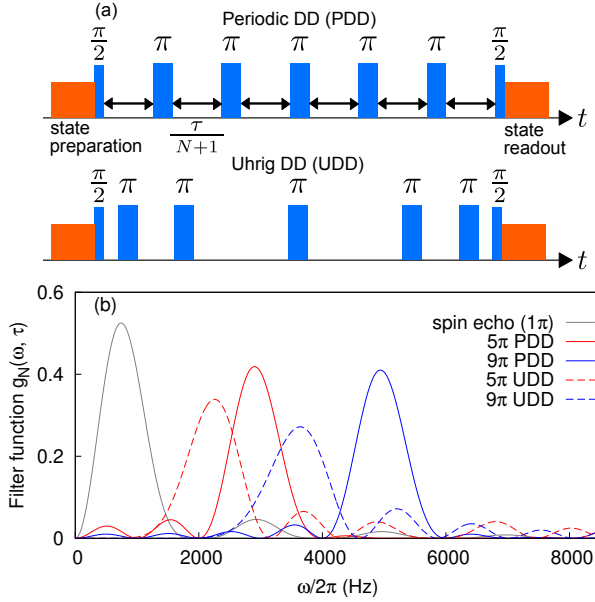 (a)
Periodic DD (PDD)
π/2 π π π π π π/2
t
state preparation
τ/(N+1)
state readout
Uhrig DD (UDD)
π/2 π π π π π π/2
t
(b)
Filter function g_N(ω, τ)
0.6
0.4
0.2
0
spin echo (1π)
5π PDD
9π PDD
5π UDD
9π UDD
0 2000 4000 6000 8000
ω/2π (Hz)